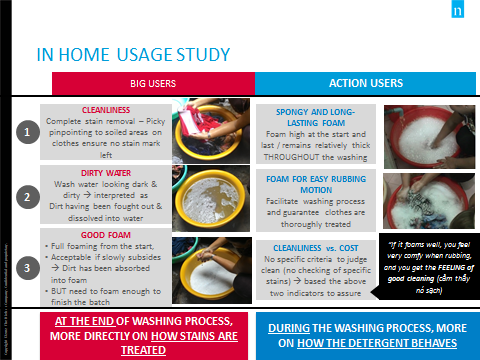 n
IN HOME USAGE STUDY
BIG USERS
ACTION USERS
1
CLEANLINESS
Complete stain removal – Picky
pinpointing to soiled areas on
clothes ensure no stain mark
left
SPONGY AND LONG-
LASTING FOAM
Foam high at the start and
last / remains relatively thick
THROUGHOUT the washing
2
DIRTY WATER
Wash water looking dark &
dirty → interpreted as
Dirt having been fought out &
dissolved into water
FOAM FOR EASY RUBBING
MOTION
Facilitate washing process
and guarantee clothes are
thoroughly treated
3
GOOD FOAM
• Full foaming from the start,
• Acceptable if slowly subsides
→ Dirt has been absorbed
into foam
• BUT need to foam enough to
finish the batch
CLEANLINESS vs. COST
No specific criteria to judge
clean (no checking of specific
stains) → based the above
two indicators to assure
"If it foams well, you feel
very comfy when rubbing,
and you get the FEELING of
good cleaning (cảm thấy
nó sạch)
AT THE END OF WASHING PROCESS,
MORE DIRECTLY ON HOW STAINS ARE
TREATED
DURING THE WASHING PROCESS, MORE
ON HOW THE DETERGENT BEHAVES